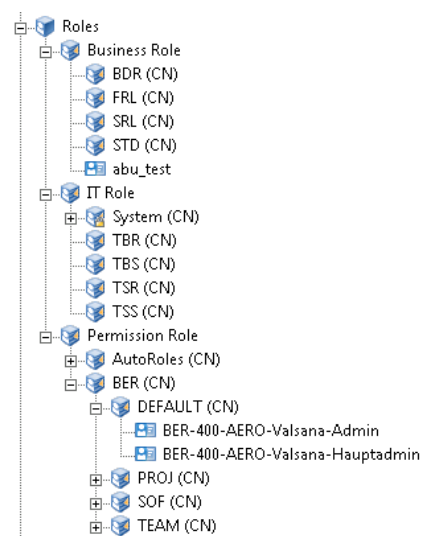 Roles
Business Role
BDR (CN)
FRL (CN)
SRL (CN)
STD (CN)
abu_test
IT Role
System (CN)
TBR (CN)
TBS (CN)
TSR (CN)
TSS (CN)
Permission Role
AutoRoles (CN)
BER (CN)
DEFAULT (CN)
BER-400-AERO-Valsana-Admin
BER-400-AERO-Valsana-Hauptadmin
PROJ (CN)
SOF (CN)
TEAM (CN)